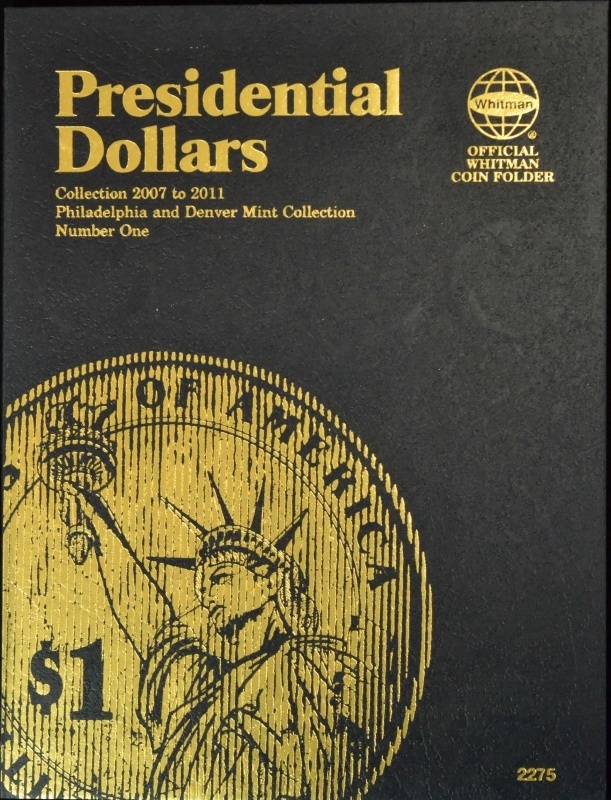 Presidential
Dollars
Collection 2007 to 2011
Philadelphia and Denver Mint Collection
Number One
Whitman
®
OFFICIAL
WHITMAN
COIN FOLDER
OF AMERICA
$1
2275